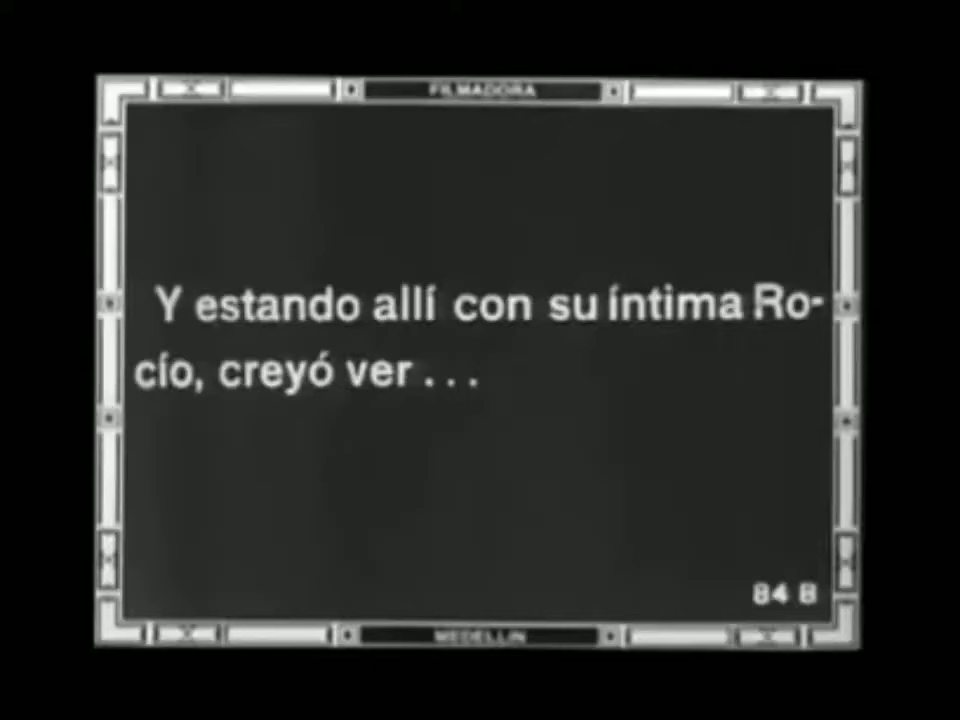 FILMADORA
Y estando allí con su íntima Ro-
cío, creyó ver . . .
84 B
MEDELLIN